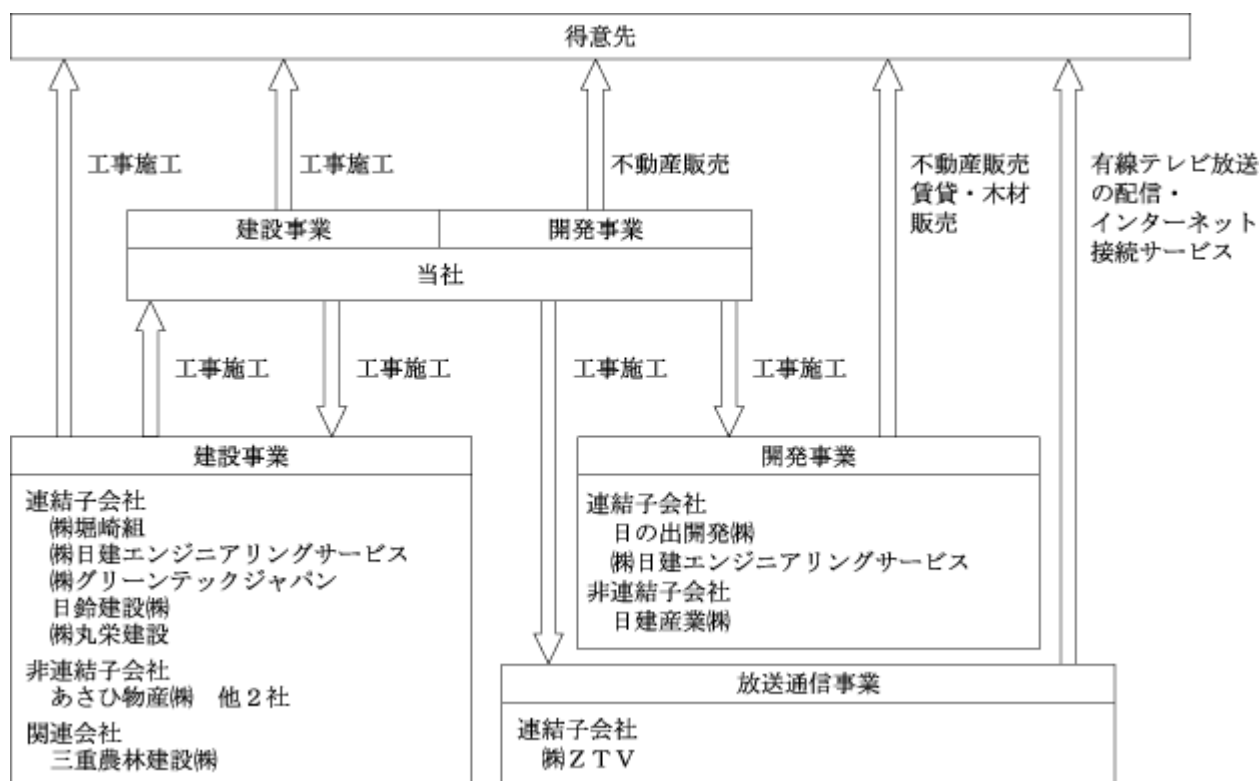 得意先
工事施工
工事施工
不動産販売
不動産販売
賃貸・木材
販売
有線テレビ放送
の配信・
インターネット
接続サービス
建設事業
開発事業
当社
工事施工
工事施工
工事施工
工事施工
建設事業
連結子会社
㈱堀崎組
㈱日建エンジニアリングサービス
㈱グリーンテックジャパン
日鈴建設㈱
㈱丸栄建設
非連結子会社
あさひ物産㈱　他２社
関連会社
三重農林建設㈱
開発事業
連結子会社
日の出開発㈱
㈱日建エンジニアリングサービス
非連結子会社
日建産業㈱
放送通信事業
連結子会社
㈱ＺＴＶ